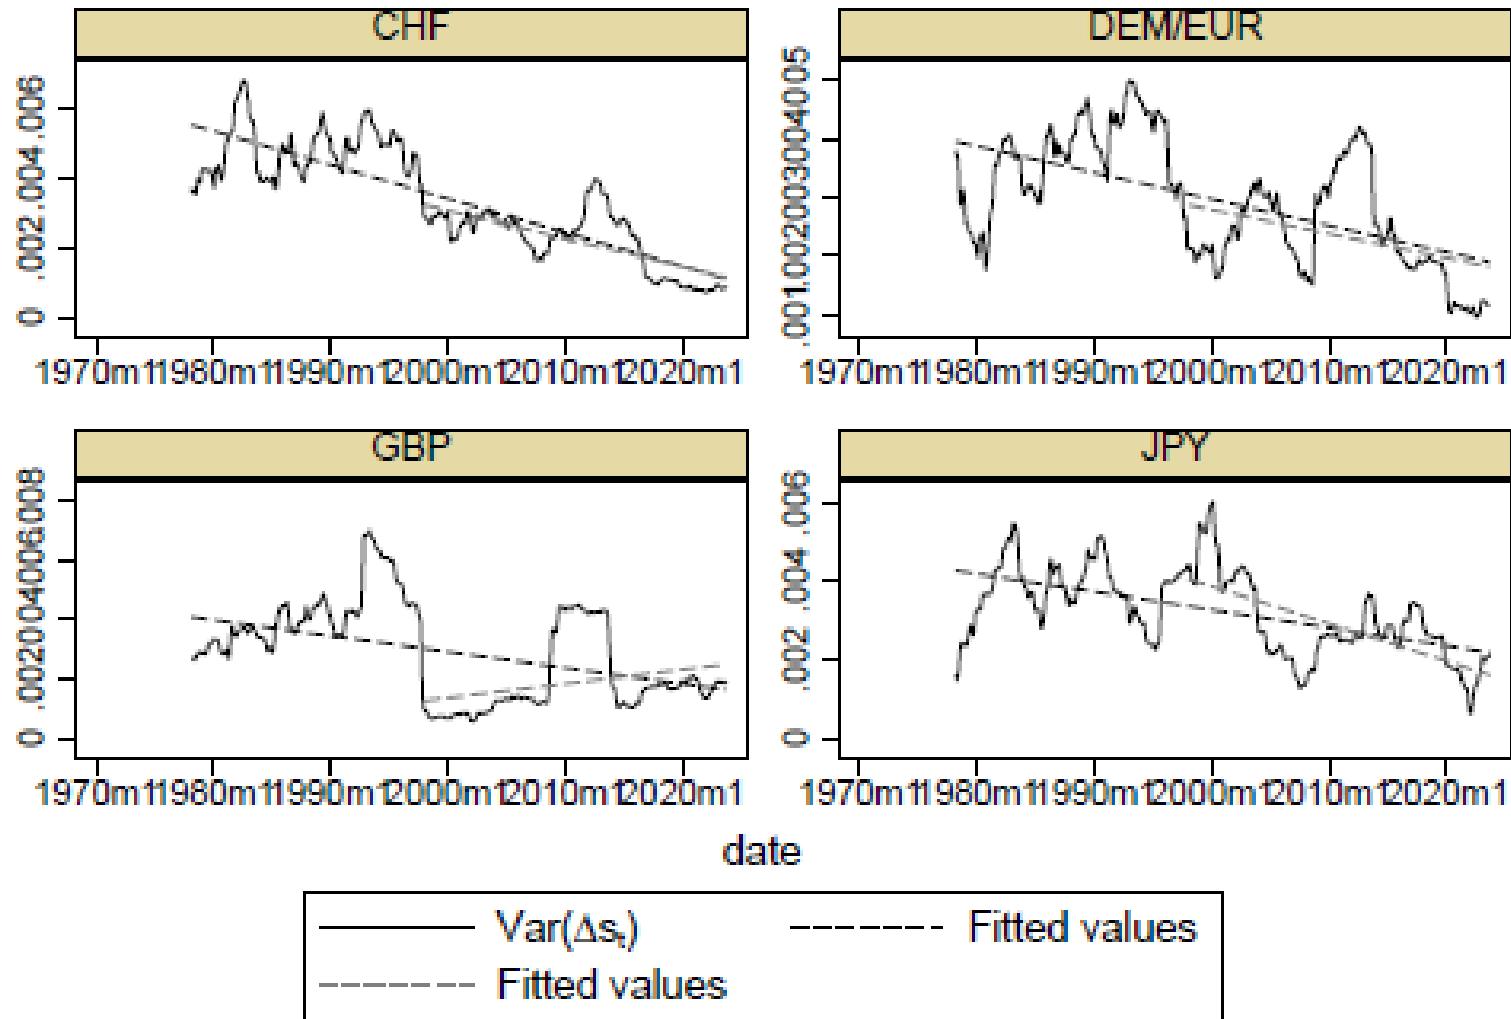 CHF
DEM/EUR
0 .002 .004 .006
.001 .002 .003 .004 .005
1970m1 1980m1 1990m1 2000m1 2010m1 2020m1
1970m1 1980m1 1990m1 2000m1 2010m1 2020m1
GBP
JPY
0 .002 .004 .006 .008
0 .002 .004 .006
1970m1 1980m1 1990m1 2000m1 2010m1 2020m1
1970m1 1980m1 1990m1 2000m1 2010m1 2020m1
date
Var(Δsₜ)
Fitted values
Fitted values